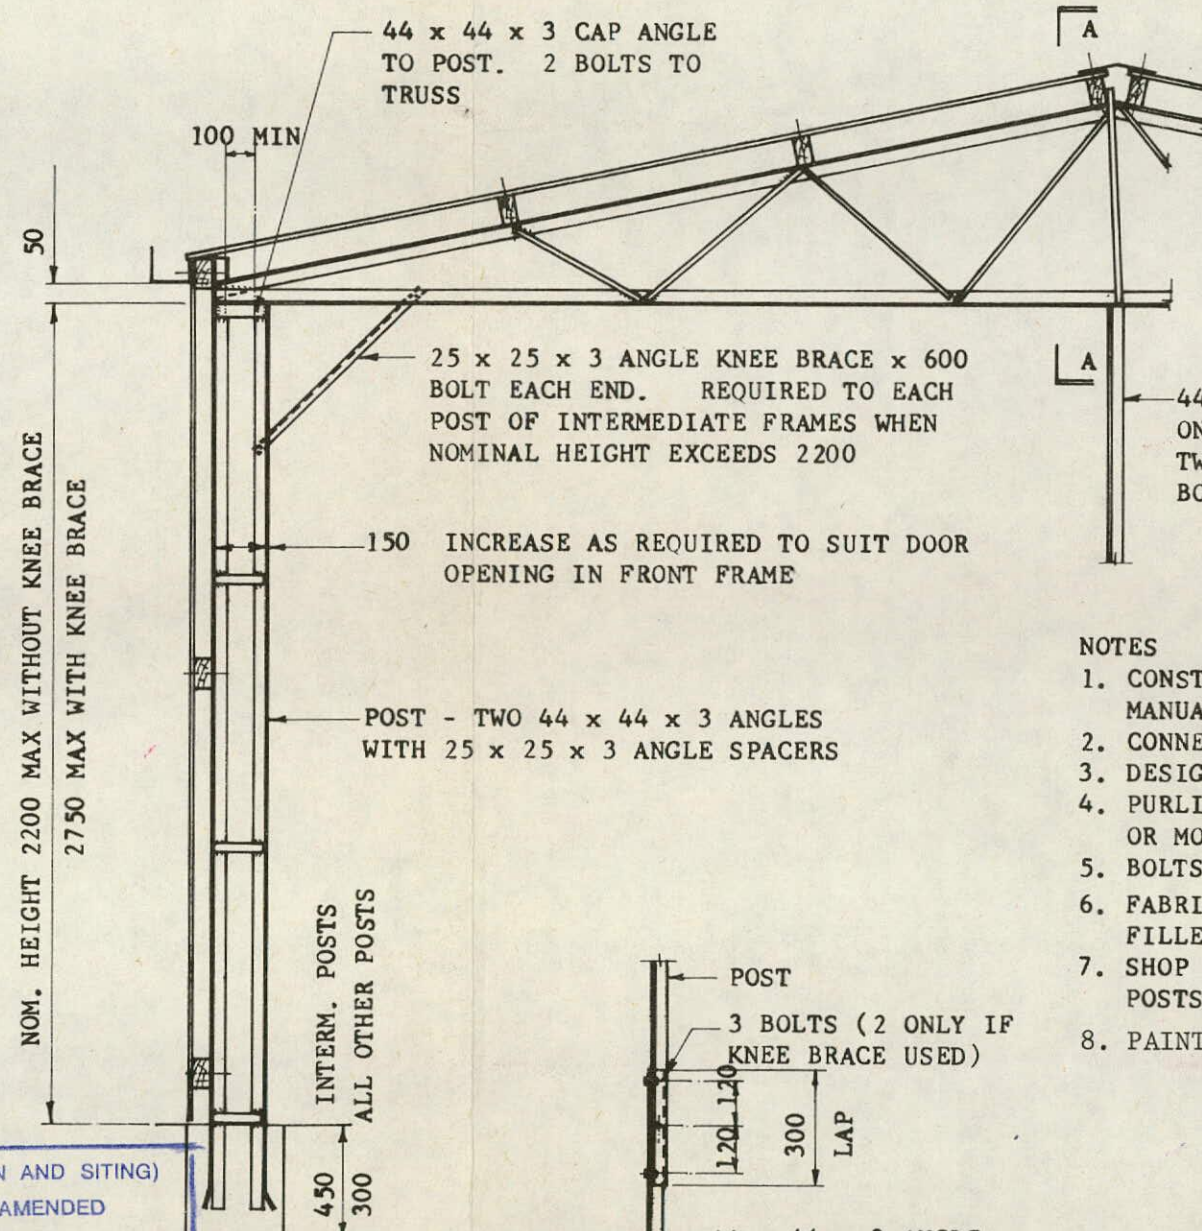 44 x 44 x 3 CAP ANGLE
TO POST. 2 BOLTS TO
TRUSS
A
100 MIN
50
25 x 25 x 3 ANGLE KNEE BRACE x 600
BOLT EACH END. REQUIRED TO EACH
POST OF INTERMEDIATE FRAMES WHEN
NOMINAL HEIGHT EXCEEDS 2200
A
44
ON
TW
BO
NOM. HEIGHT 2200 MAX WITHOUT KNEE BRACE
2750 MAX WITH KNEE BRACE
150 INCREASE AS REQUIRED TO SUIT DOOR
OPENING IN FRONT FRAME
POST - TWO 44 x 44 x 3 ANGLES
WITH 25 x 25 x 3 ANGLE SPACERS
NOTES
1. CONST
MANUA
2. CONNE
3. DESIG
4. PURLI
OR MO
5. BOLTS
6. FABRI
FILLE
7. SHOP
POSTS
8. PAINT
INTERM. POSTS
ALL OTHER POSTS
450
300
POST
3 BOLTS (2 ONLY IF
KNEE BRACE USED)
120
120
300
LAP
N AND SITING)
AMENDED